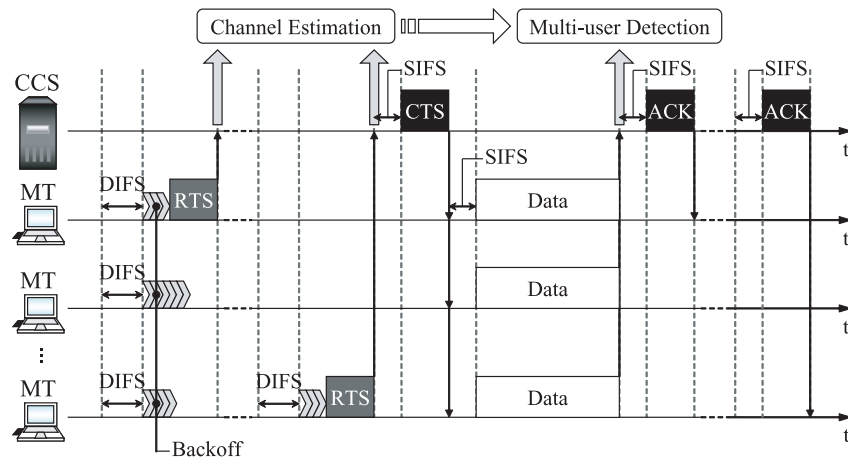 Channel Estimation
Multi-user Detection
CCS
SIFS
SIFS
SIFS
CTS
ACK
ACK
t
MT
DIFS
RTS
SIFS
Data
t
MT
DIFS
Data
t
...
MT
DIFS
DIFS
RTS
Data
t
Backoff